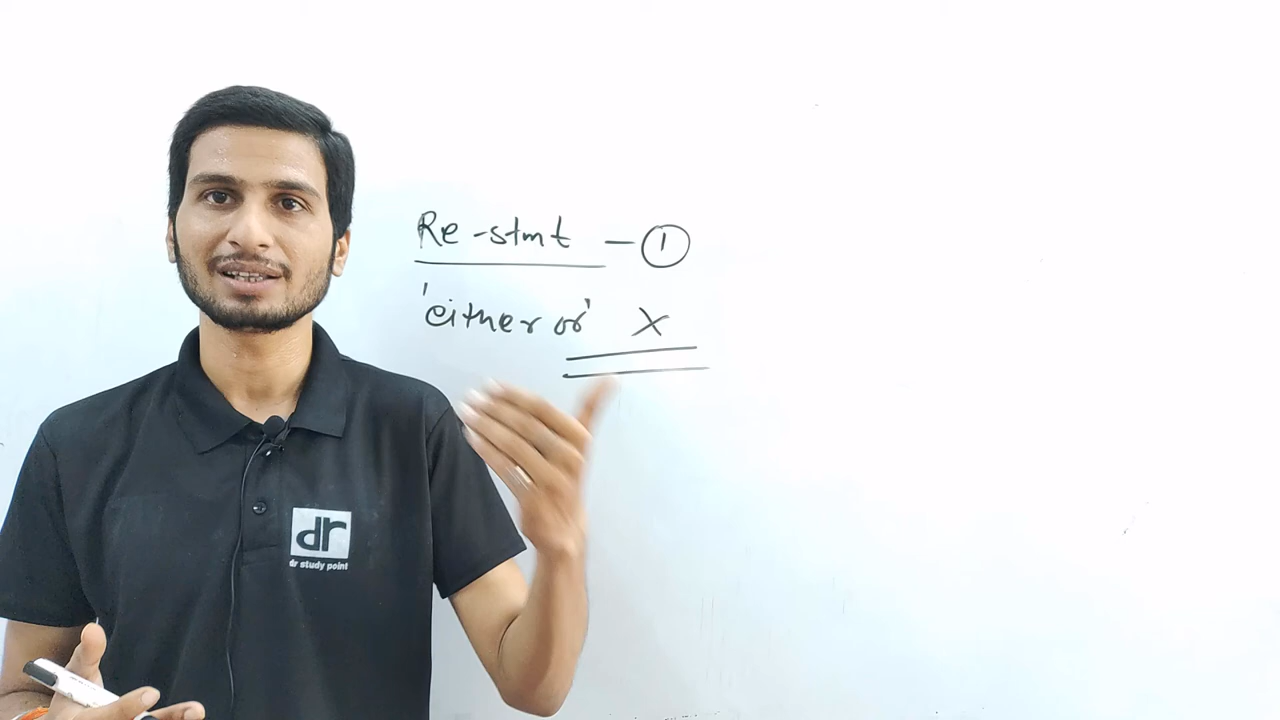 Re-stmt — ①
'either or' X
dr
dr study point